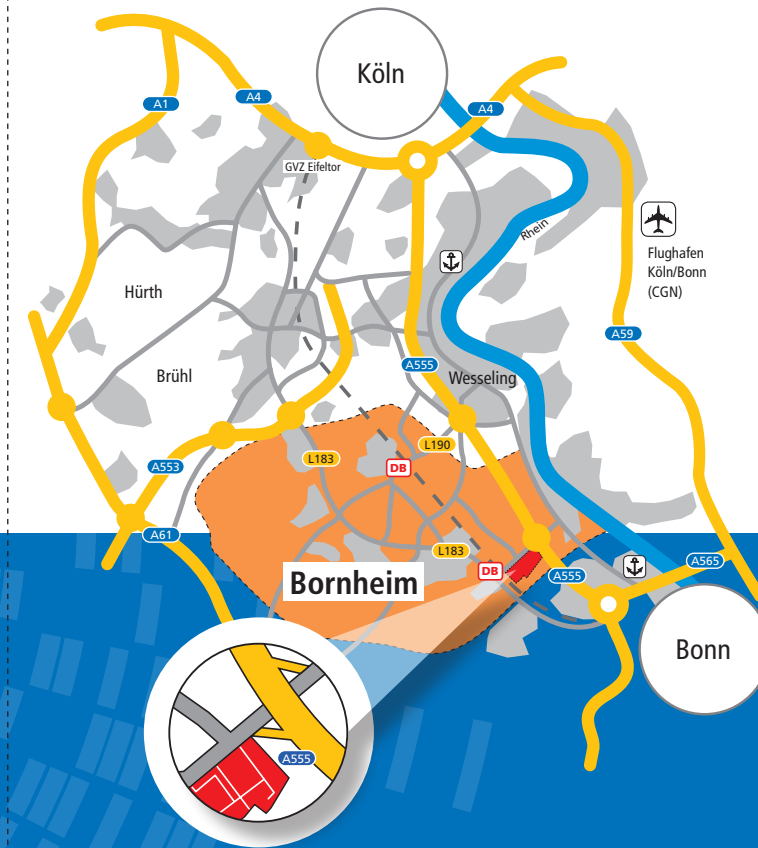 Köln
A1
A4
A4
GVZ Eifeltor
Rhein
Flughafen
Köln/Bonn
(CGN)
Hürth
A59
Brühl
A555
Wesseling
L190
L183
DB
A553
A61
L183
DB
A555
A565
Bornheim
Bonn
A555